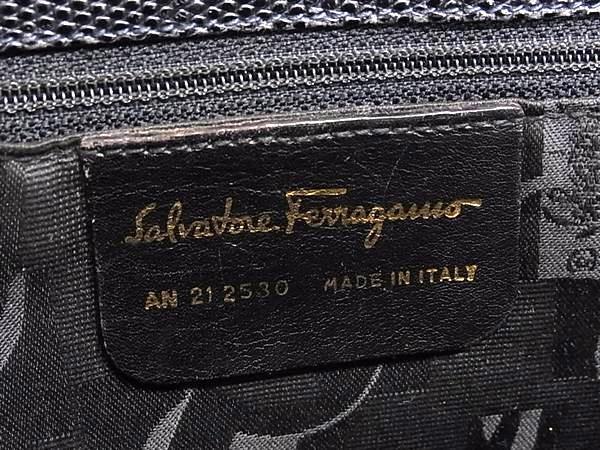 Salvatore Ferragamo
AN 21 2530 MADE IN ITALY
©